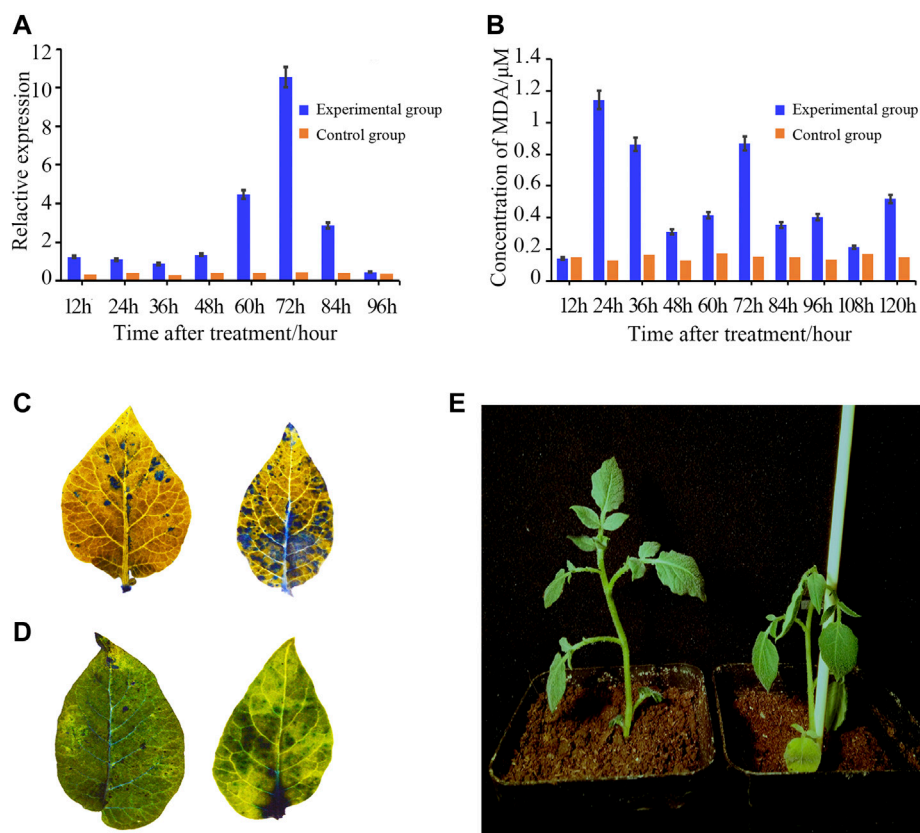 A
12
10
8
6
4
2
0
Relactive expression
Experimental group
Control group
12h
24h
36h
48h
60h
72h
84h
96h
Time after treatment/hour
B
1.4
1.2
1
0.8
0.6
0.4
0.2
0
Concentration of MDA/μM
Experimental group
Control group
12h
24h
36h
48h
60h
72h
84h
96h
108h
120h
Time after treatment/hour
C
D
E